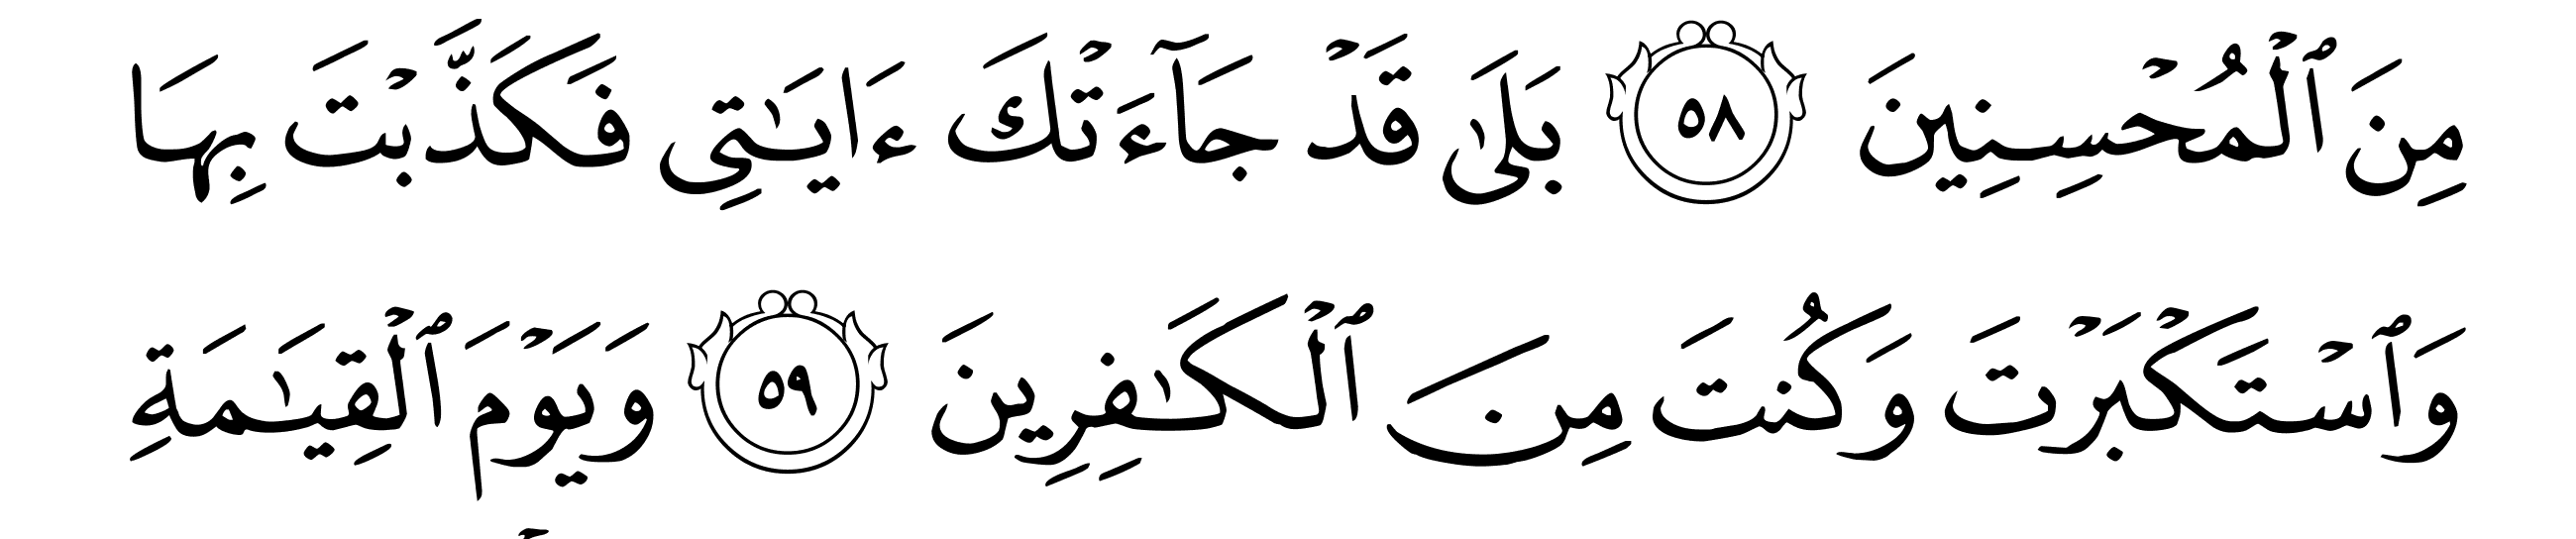 مِنَ ٱلْمُحْسِنِينَ ٥٨ بَلَىٰ قَدْ جَآءَتْكَ ءَايَـٰتِى فَكَذَّبْتَ بِهَا
وَٱسْتَكْبَرْتَ وَكُنتَ مِنَ ٱلْكَـٰفِرِينَ ٥٩ وَيَوْمَ ٱلْقِيَـٰمَةِ